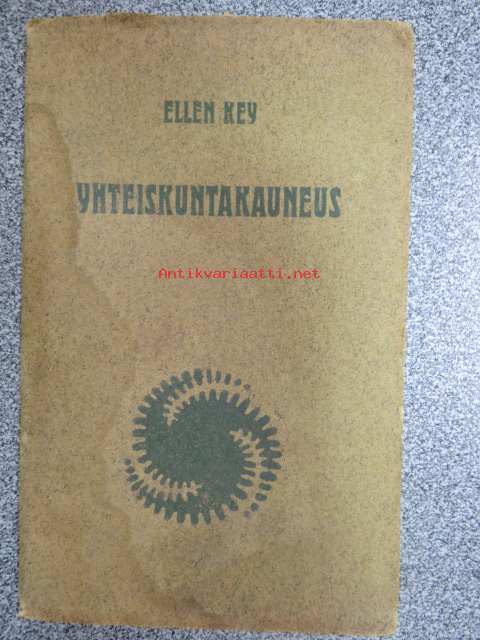 ELLEN KEY
YHTEISKUNTAKAUNEUS
Antikvariaatti.net